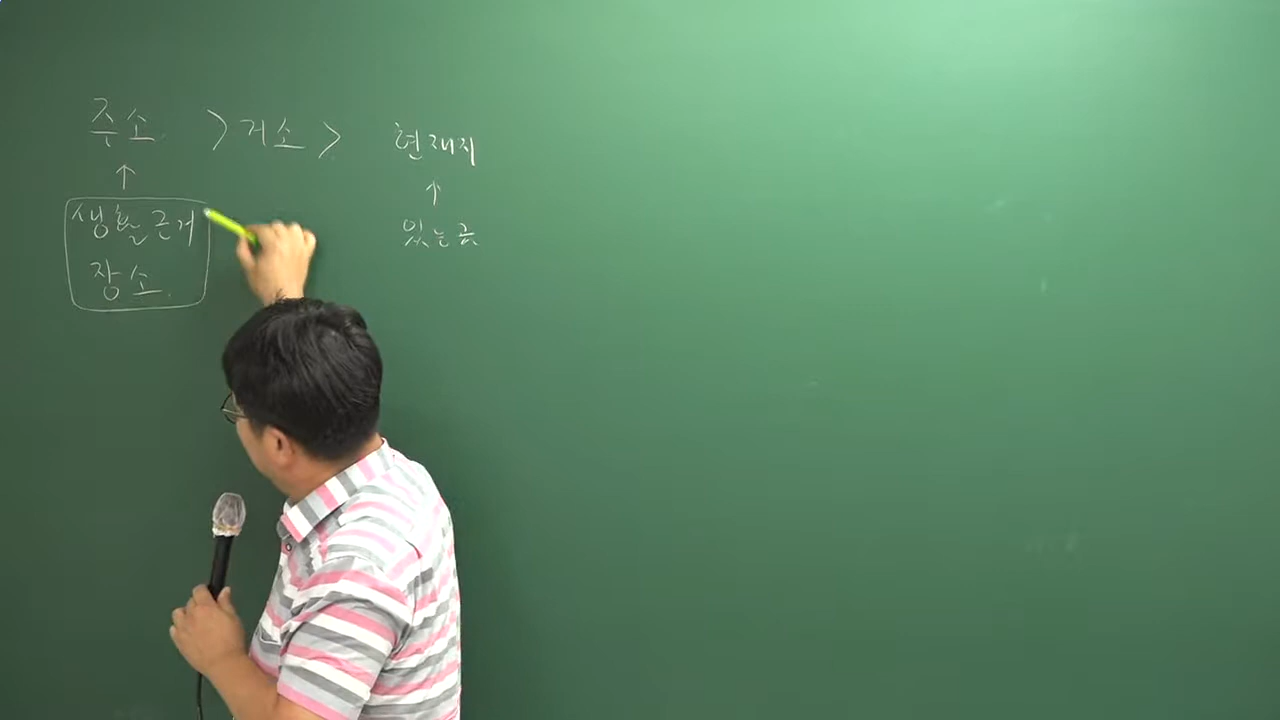 주소 > 거소 > 현재지
↑ ↑
생활근거 있는곳
장소